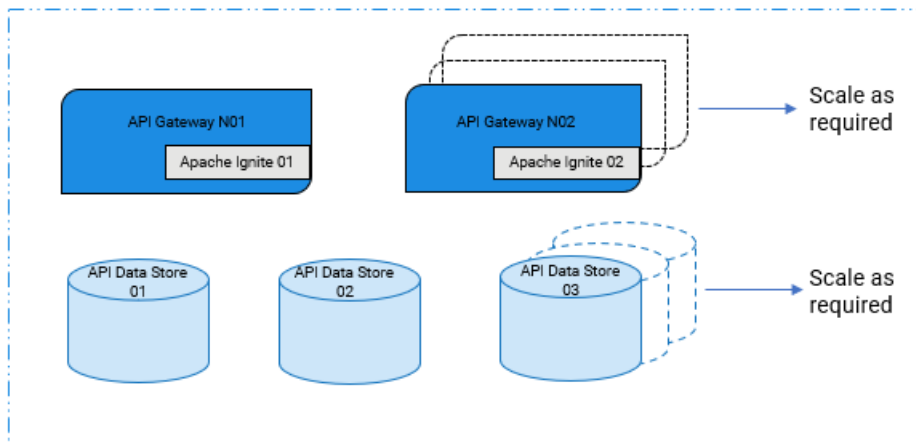 API Gateway N01
Apache Ignite 01
API Gateway N02
Apache Ignite 02
Scale as
required
API Data Store
01
API Data Store
02
API Data Store
03
Scale as
required